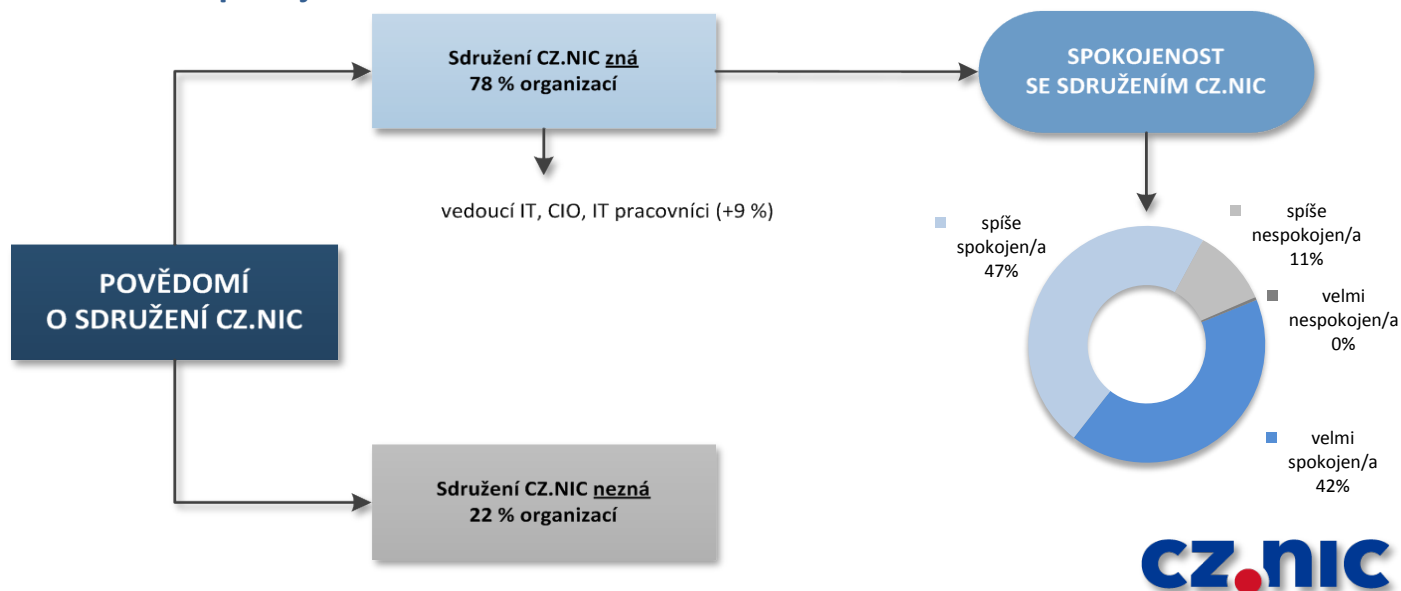 Sdružení CZ.NIC zná
78 % organizací
SPOKOJENOST
SE SDRUŽENÍM CZ.NIC
vedoucí IT, CIO, IT pracovníci (+9 %)
POVĚDOMÍ
O SDRUŽENÍ CZ.NIC
spíše
spokojen/a
47%
spíše
nespokojen/a
11%
velmi
nespokojen/a
0%
velmi
spokojen/a
42%
Sdružení CZ.NIC nezná
22 % organizací
cz.nic